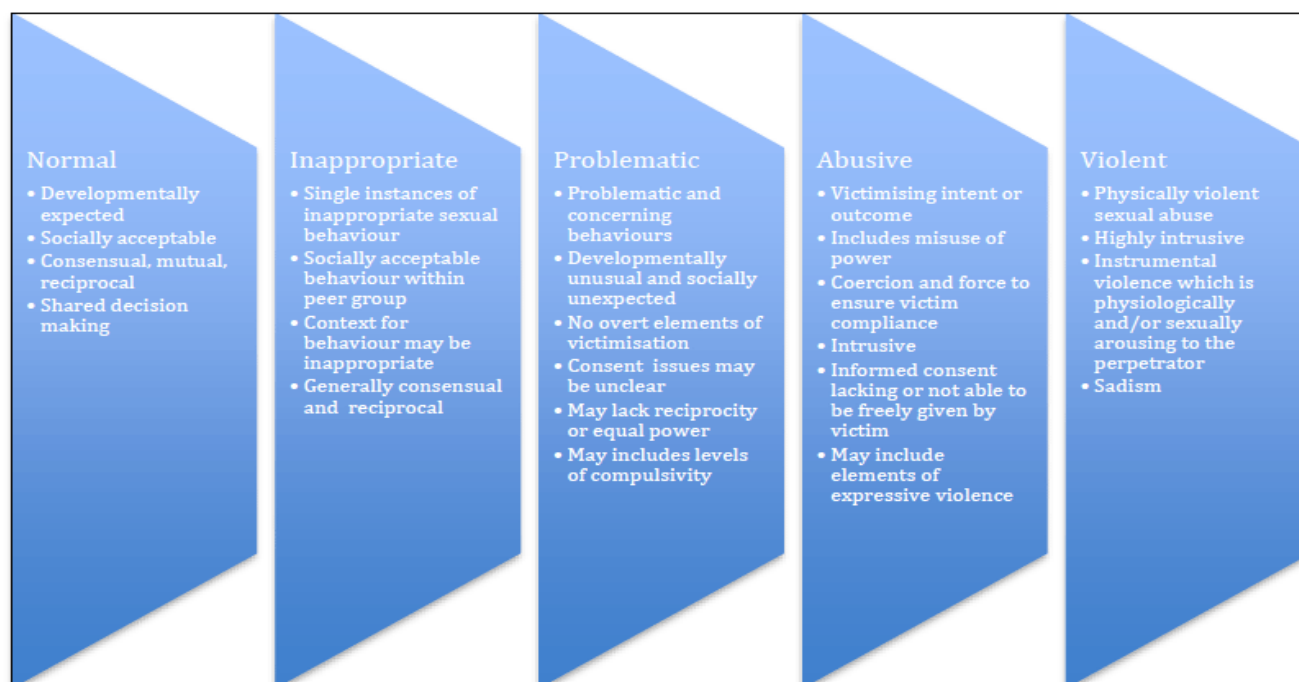 Normal
• Developmentally
expected
• Socially acceptable
• Consensual, mutual,
reciprocal
• Shared decision
making
Inappropriate
• Single instances of
inappropriate sexual
behaviour
• Socially acceptable
behaviour within
peer group
• Context for
behaviour may be
inappropriate
• Generally consensual
and reciprocal
Problematic
• Problematic and
concerning
behaviours
• Developmentally
unusual and socially
unexpected
• No overt elements of
victimisation
• Consent issues may
be unclear
• May lack reciprocity
or equal power
• May includes levels
of compulsivity
Abusive
• Victimising intent or
outcome
• Includes misuse of
power
• Coercion and force to
ensure victim
compliance
• Intrusive
• Informed consent
lacking or not able to
be freely given by
victim
• May include
elements of
expressive violence
Violent
• Physically violent
sexual abuse
• Highly intrusive
• Instrumental
violence which is
physiologically
and/or sexually
arousing to the
perpetrator
• Sadism